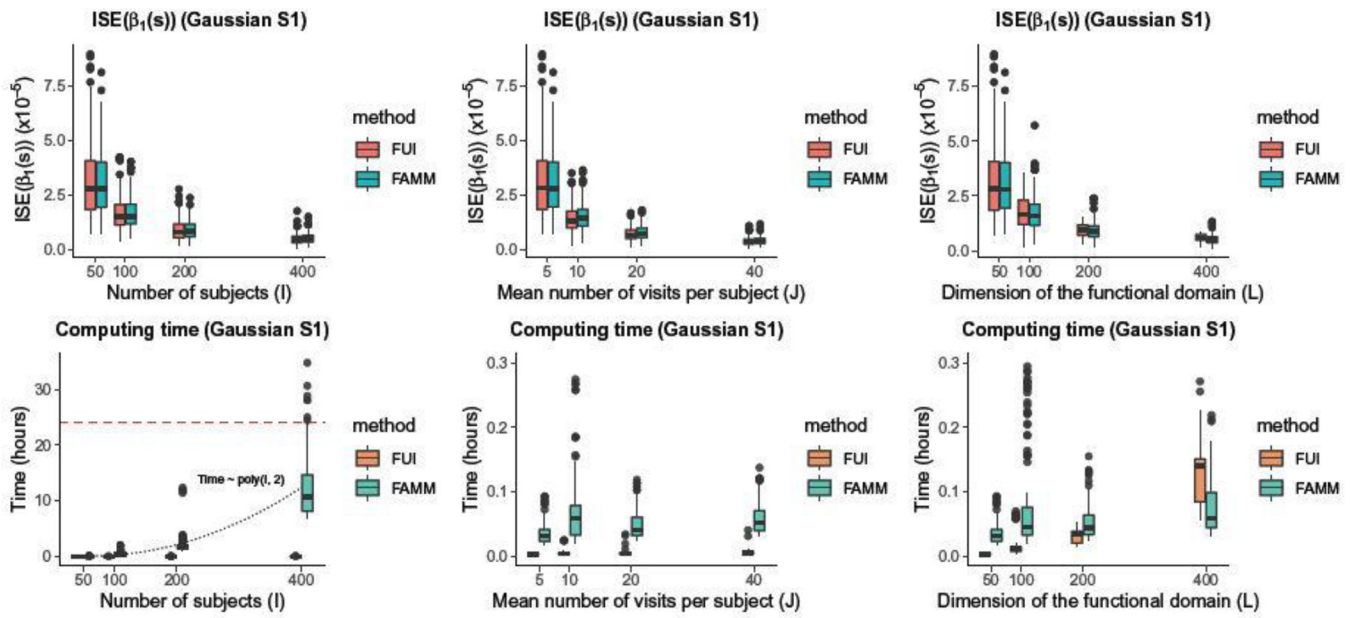 ISE(β₁(s)) (Gaussian S1)
ISE(β₁(s)) (x10⁻⁵)
7.5
5.0
2.5
0.0
50 100 200 400
Number of subjects (I)
method
FUI
FAMM
ISE(β₁(s)) (Gaussian S1)
ISE(β₁(s)) (x10⁻⁵)
7.5
5.0
2.5
0.0
5 10 20 40
Mean number of visits per subject (J)
method
FUI
FAMM
ISE(β₁(s)) (Gaussian S1)
ISE(β₁(s)) (x10⁻⁵)
7.5
5.0
2.5
0.0
50 100 200 400
Dimension of the functional domain (L)
method
FUI
FAMM
Computing time (Gaussian S1)
Time (hours)
30
20
10
0
Time ~ poly(I, 2)
50 100 200 400
Number of subjects (I)
method
FUI
FAMM
Computing time (Gaussian S1)
Time (hours)
0.3
0.2
0.1
0.0
5 10 20 40
Mean number of visits per subject (J)
method
FUI
FAMM
Computing time (Gaussian S1)
Time (hours)
0.3
0.2
0.1
0.0
50 100 200 400
Dimension of the functional domain (L)
method
FUI
FAMM